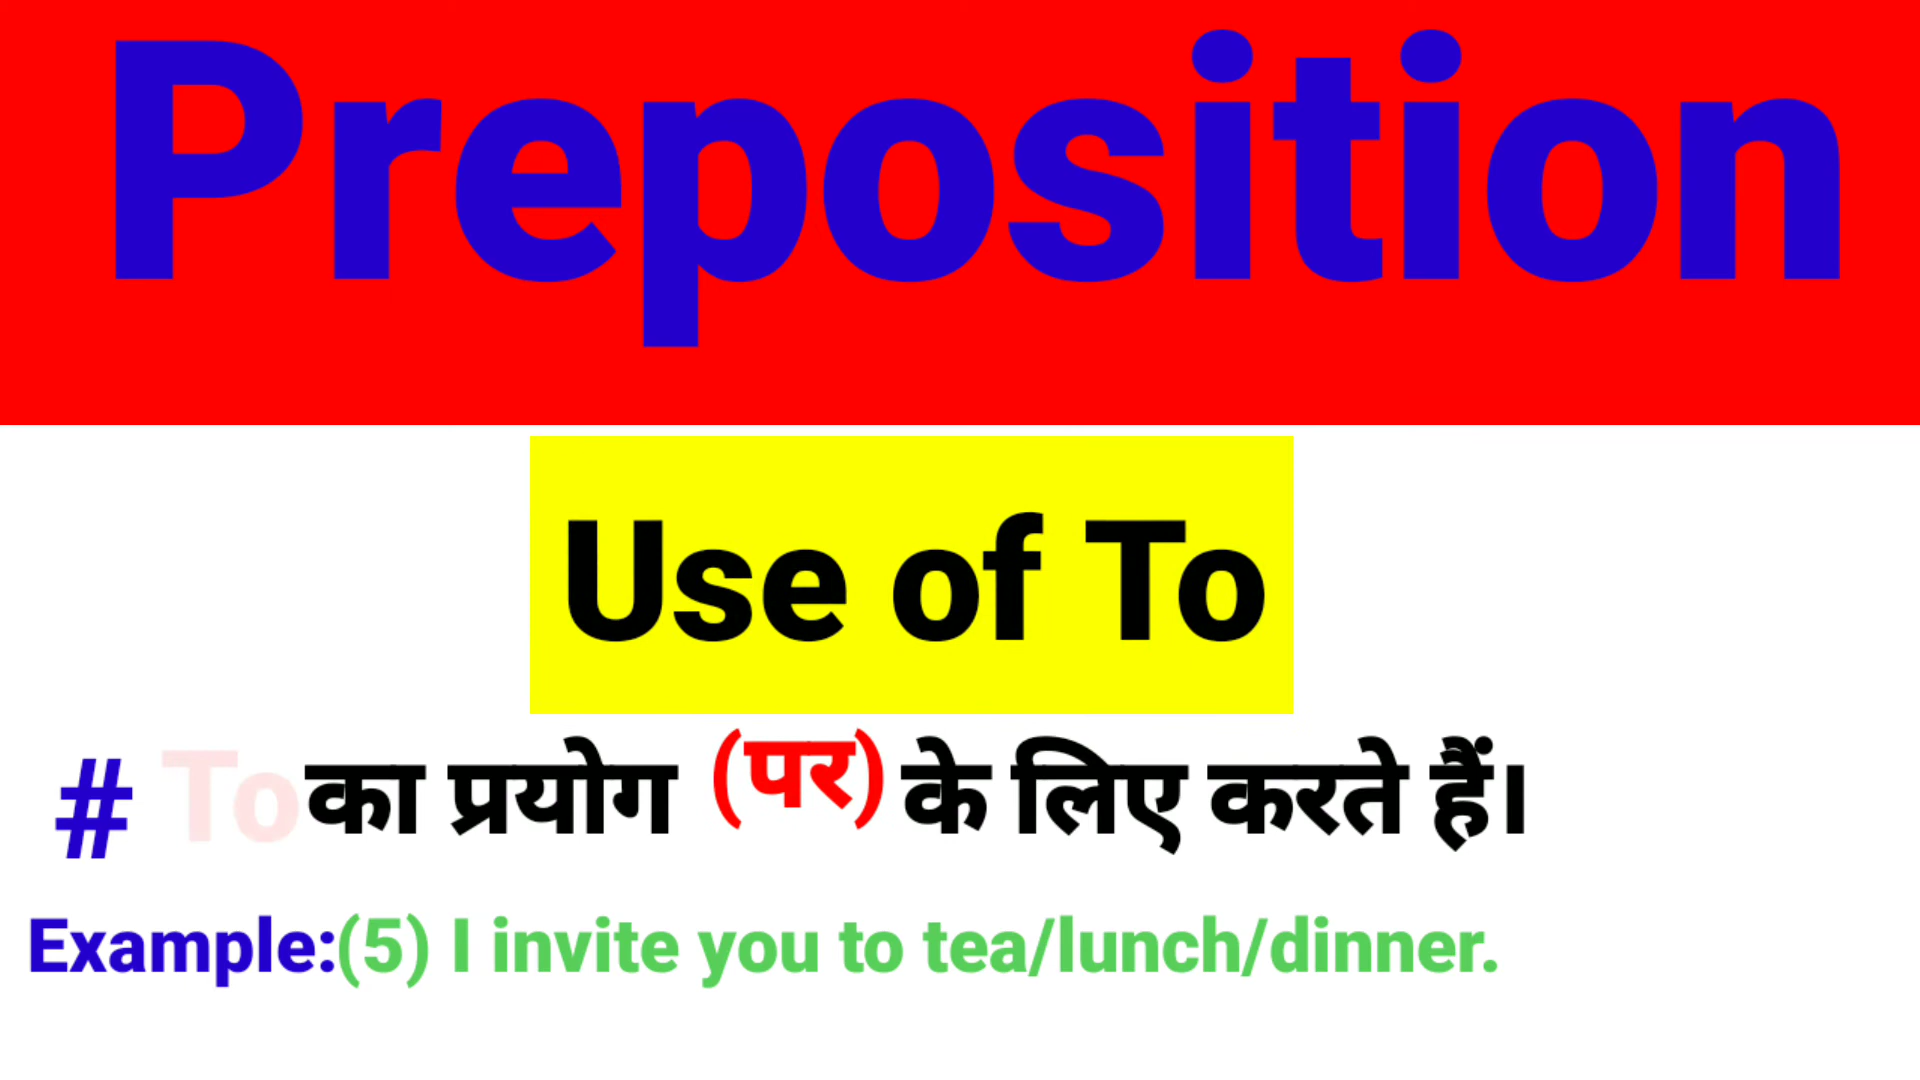 Preposition
Use of To
# To का प्रयोग (पर) के लिए करते हैं।
Example:(5) I invite you to tea/lunch/dinner.